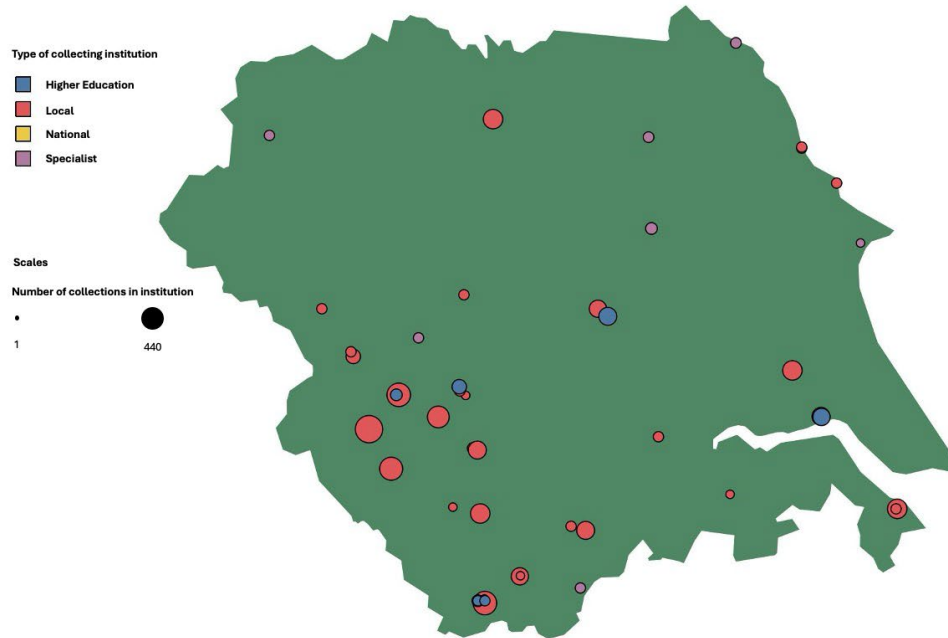 Type of collecting institution
Higher Education
Local
National
Specialist
Scales
Number of collections in institution
1
440